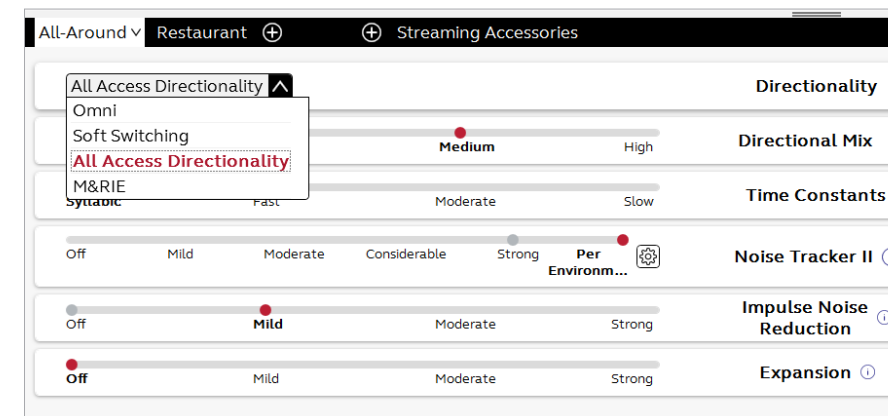 All-Around Restaurant Streaming Accessories
All Access Directionality Directionality
Omni
Soft Switching
All Access Directionality
M&RIE
Medium High Directional Mix
Syllabic Fast Moderate Slow Time Constants
Off Mild Moderate Considerable Strong Per Environm... Noise Tracker II
Off Mild Moderate Strong Impulse Noise Reduction
Off Mild Moderate Strong Expansion